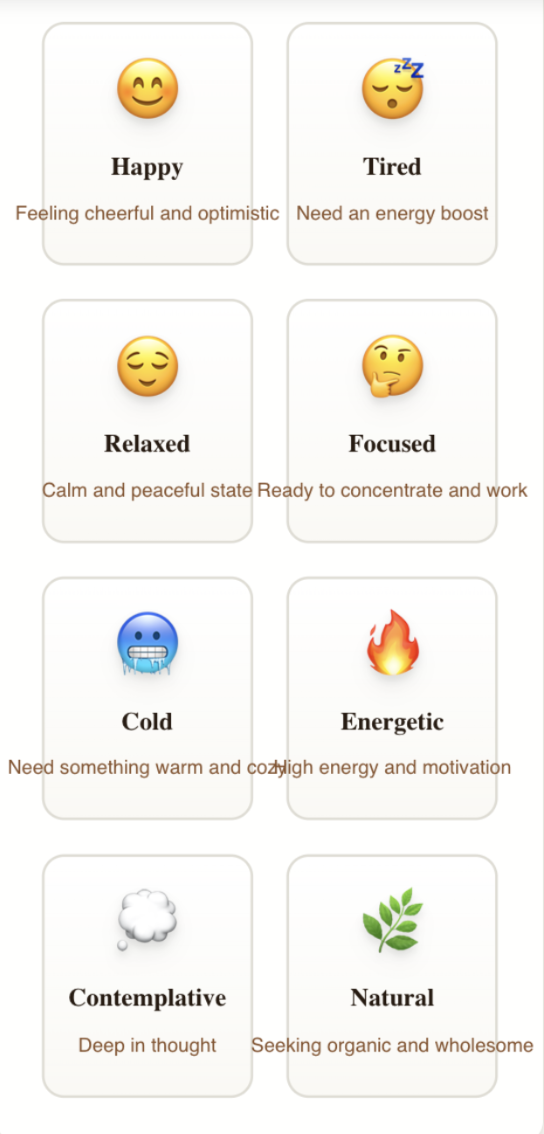 Happy
Feeling cheerful and optimistic
Tired
Need an energy boost
Relaxed
Calm and peaceful state
Focused
Ready to concentrate and work
Cold
Need something warm and cozy
Energetic
High energy and motivation
Contemplative
Deep in thought
Natural
Seeking organic and wholesome